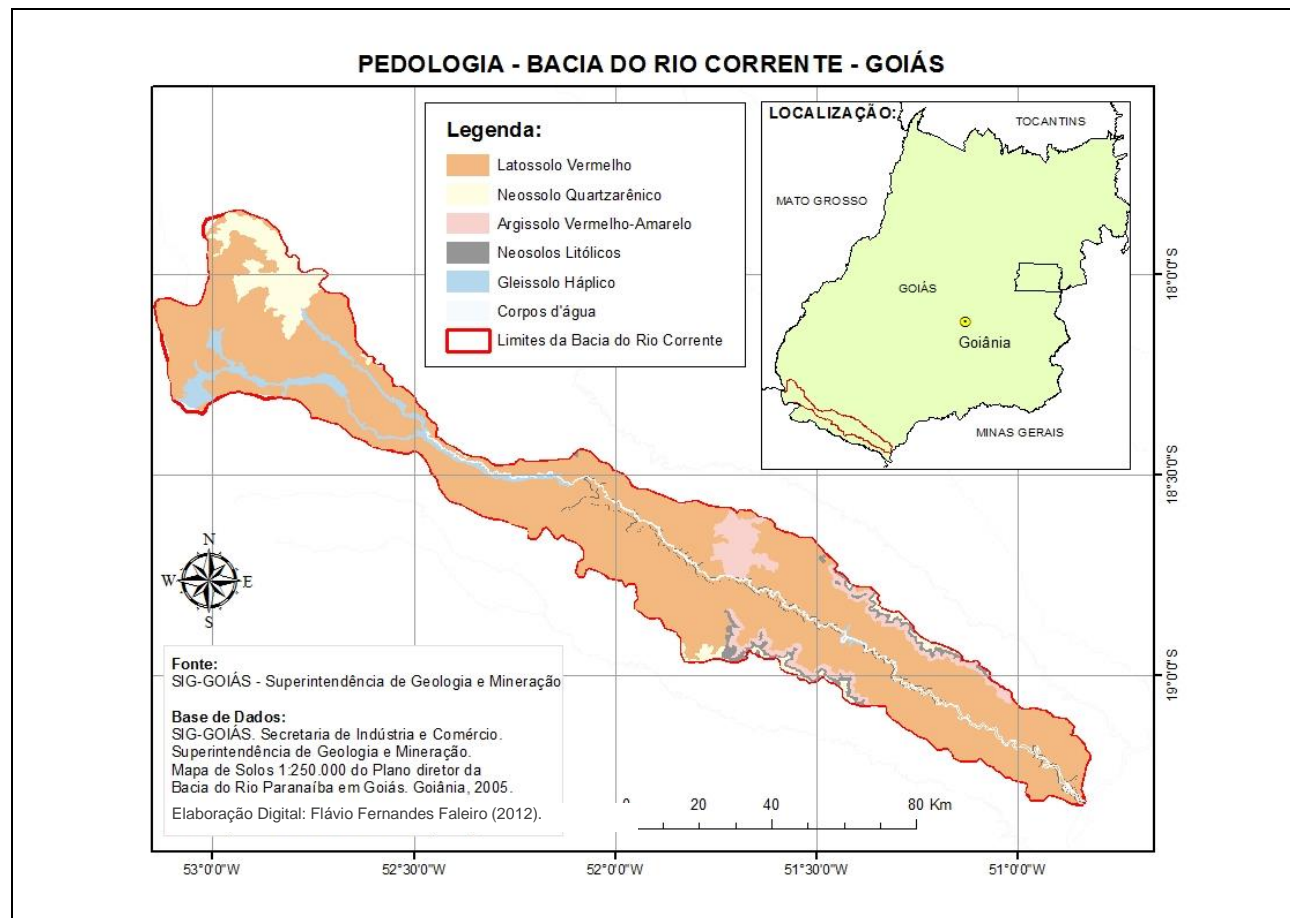 PEDOLOGIA - BACIA DO RIO CORRENTE - GOIÁS
Legenda:
Latossolo Vermelho
Neossolo Quartzarênico
Argissolo Vermelho-Amarelo
Neosolos Litólicos
Gleissolo Háplico
Corpos d'água
Limites da Bacia do Rio Corrente
LOCALIZAÇÃO:
TOCANTINS
MATO GROSSO
GOIÁS
Goiânia
MINAS GERAIS
18°0'0"S
18°30'0"S
19°0'0"S
N
W
E
S
Fonte:
SIG-GOIÁS - Superintendência de Geologia e Mineração
Base de Dados:
SIG-GOIÁS. Secretaria de Indústria e Comércio.
Superintendência de Geologia e Mineração.
Mapa de Solos 1:250.000 do Plano diretor da
Bacia do Rio Paranaíba em Goiás. Goiânia, 2005.
Elaboração Digital: Flávio Fernandes Faleiro (2012).
0 20 40 80 Km
53°0'0"W 52°30'0"W 52°0'0"W 51°30'0"W 51°0'0"W